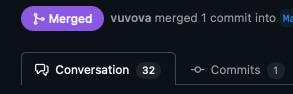 Merged vuvova merged 1 commit into
Conversation 32 Commits 1